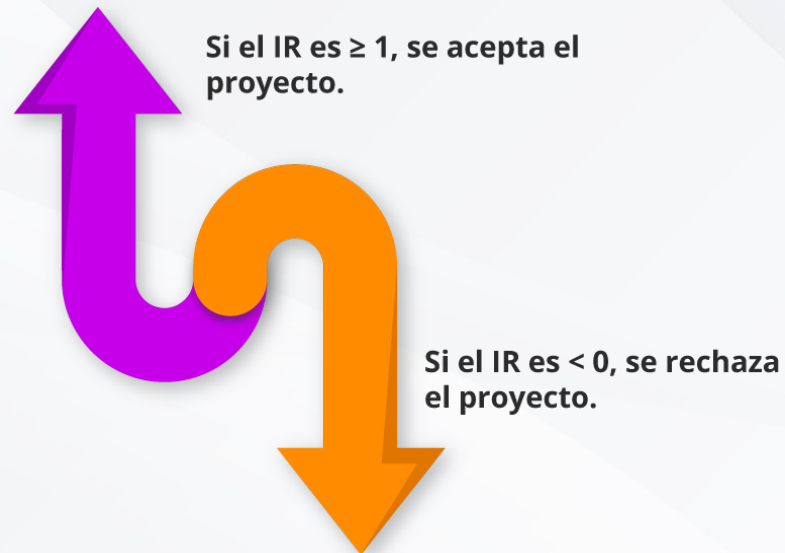 Si el IR es ≥ 1, se acepta el
proyecto.
Si el IR es < 0, se rechaza
el proyecto.